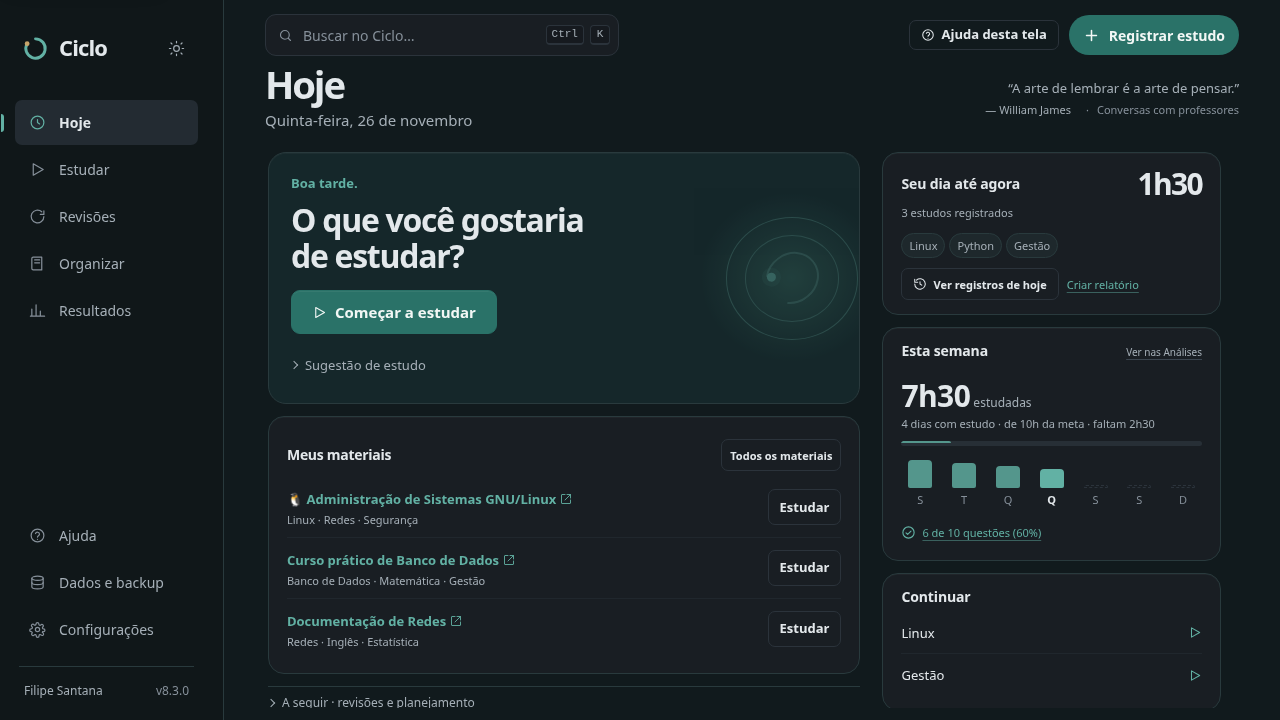 Ciclo
Hoje
Estudar
Revisões
Organizar
Resultados
Ajuda
Dados e backup
Configurações
Filipe Santana
v8.3.0
Buscar no Ciclo...
Ctrl
K
Ajuda desta tela
Registrar estudo
Hoje
Quinta-feira, 26 de novembro
“A arte de lembrar é a arte de pensar.”
— William James · Conversas com professores
Boa tarde.
O que você gostaria
de estudar?
Começar a estudar
Sugestão de estudo
Meus materiais
Todos os materiais
🐧 Administração de Sistemas GNU/Linux
Linux · Redes · Segurança
Estudar
Curso prático de Banco de Dados
Banco de Dados · Matemática · Gestão
Estudar
Documentação de Redes
Redes · Inglês · Estatística
Estudar
A seguir · revisões e planejamento
Seu dia até agora
1h30
3 estudos registrados
Linux
Python
Gestão
Ver registros de hoje
Criar relatório
Esta semana
Ver nas Análises
7h30 estudadas
4 dias com estudo · de 10h da meta · faltam 2h30
S T Q Q S S D
6 de 10 questões (60%)
Continuar
Linux
Gestão